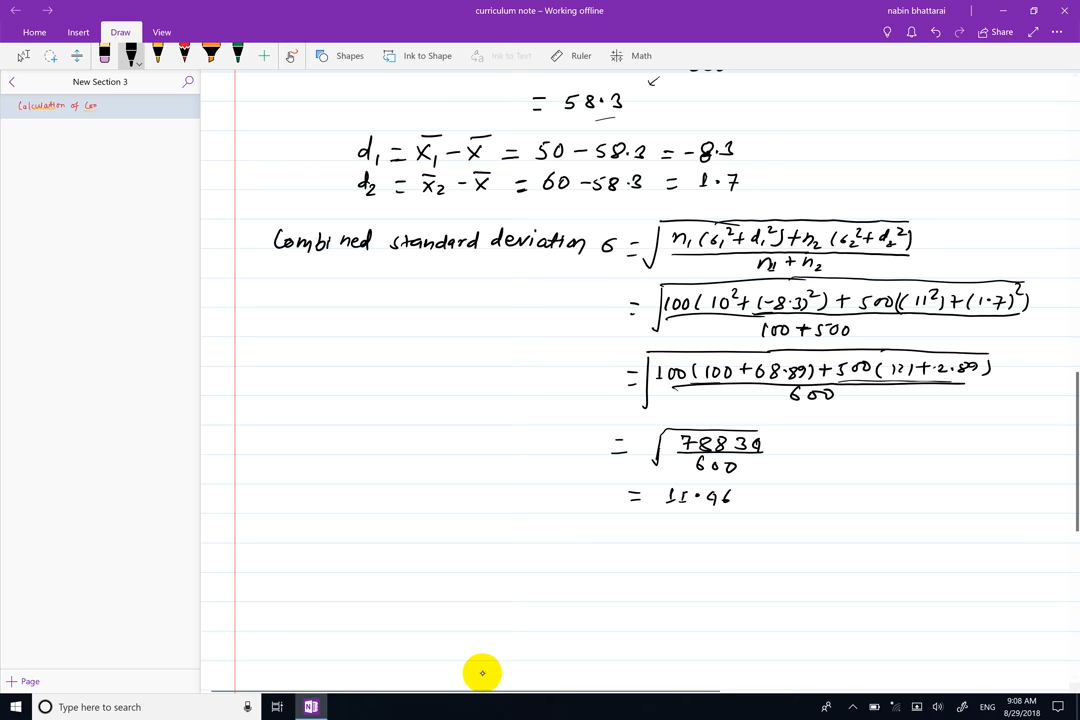 curriculum note – Working offline
nabin bhattarai
Home Insert Draw View
Share
Shapes Ink to Shape Ink to Text Ruler Math
New Section 3
Calculation of
= 58.3
d₁ = x̄₁ − x̄ = 50 − 58.3 = −8.3
d₂ = x̄₂ − x̄ = 60 − 58.3 = 1.7
Combined standard deviation σ = √(n₁(σ₁²+d₁²)+n₂(σ₂²+d₂²) / n₁+n₂)
= √(100(10²+(−8.3)²)+500((11²)+(1.7)²) / 100+500)
= √(100(100+68.89)+500(121+2.89) / 600)
= √(78834 / 600)
= 11.46
+ Page
Type here to search
ENG
9:08 AM
8/29/2018